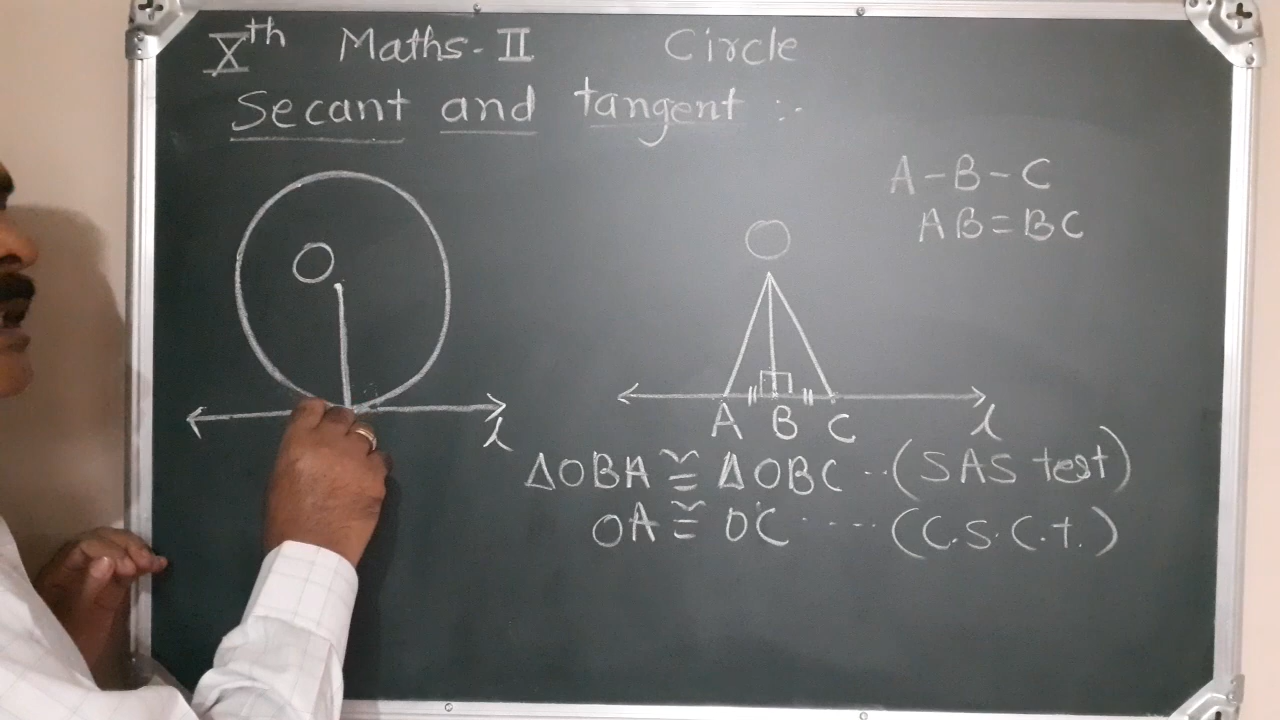 Xth Maths-II Circle
Secant and tangent :-
A-B-C
AB=BC
O
O
A B C l
l
ΔOBA ≅ ΔOBC ..(SAS test)
OA ≅ OC ..... (C.S.C.T.)